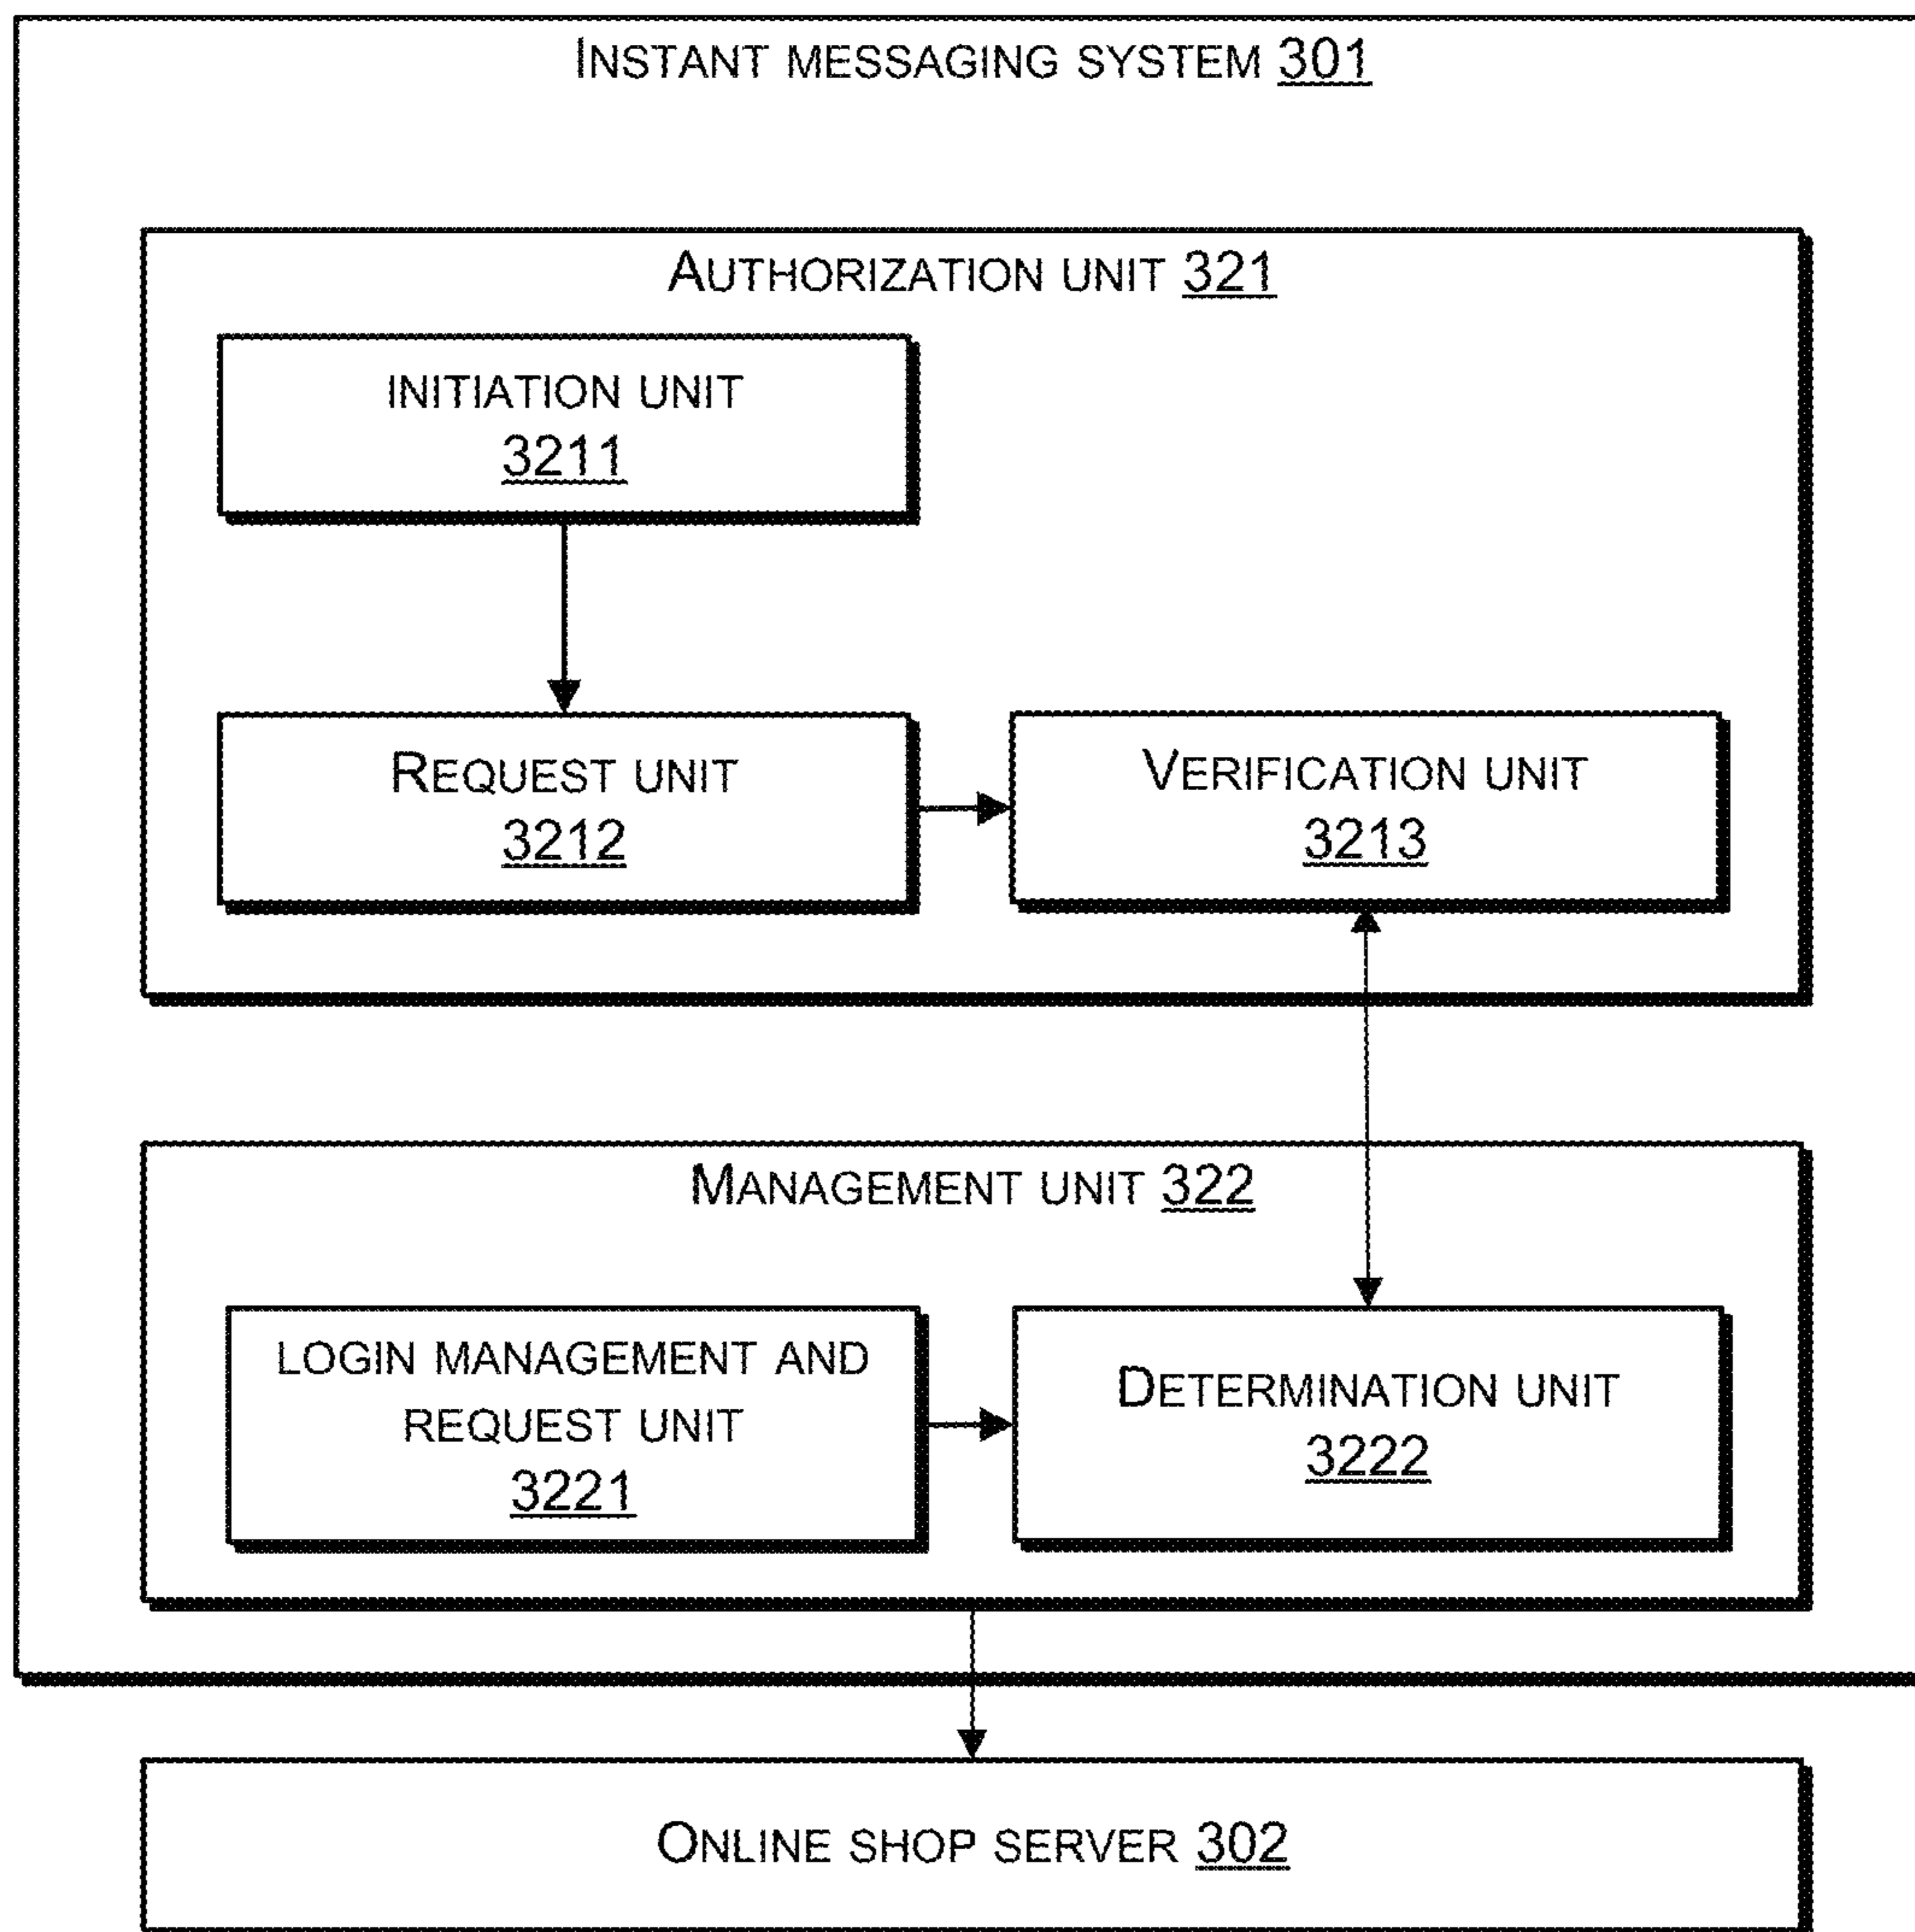 INSTANT MESSAGING SYSTEM 301
AUTHORIZATION UNIT 321
INITIATION UNIT
3211
REQUEST UNIT
3212
VERIFICATION UNIT
3213
MANAGEMENT UNIT 322
LOGIN MANAGEMENT AND
REQUEST UNIT
3221
DETERMINATION UNIT
3222
ONLINE SHOP SERVER 302